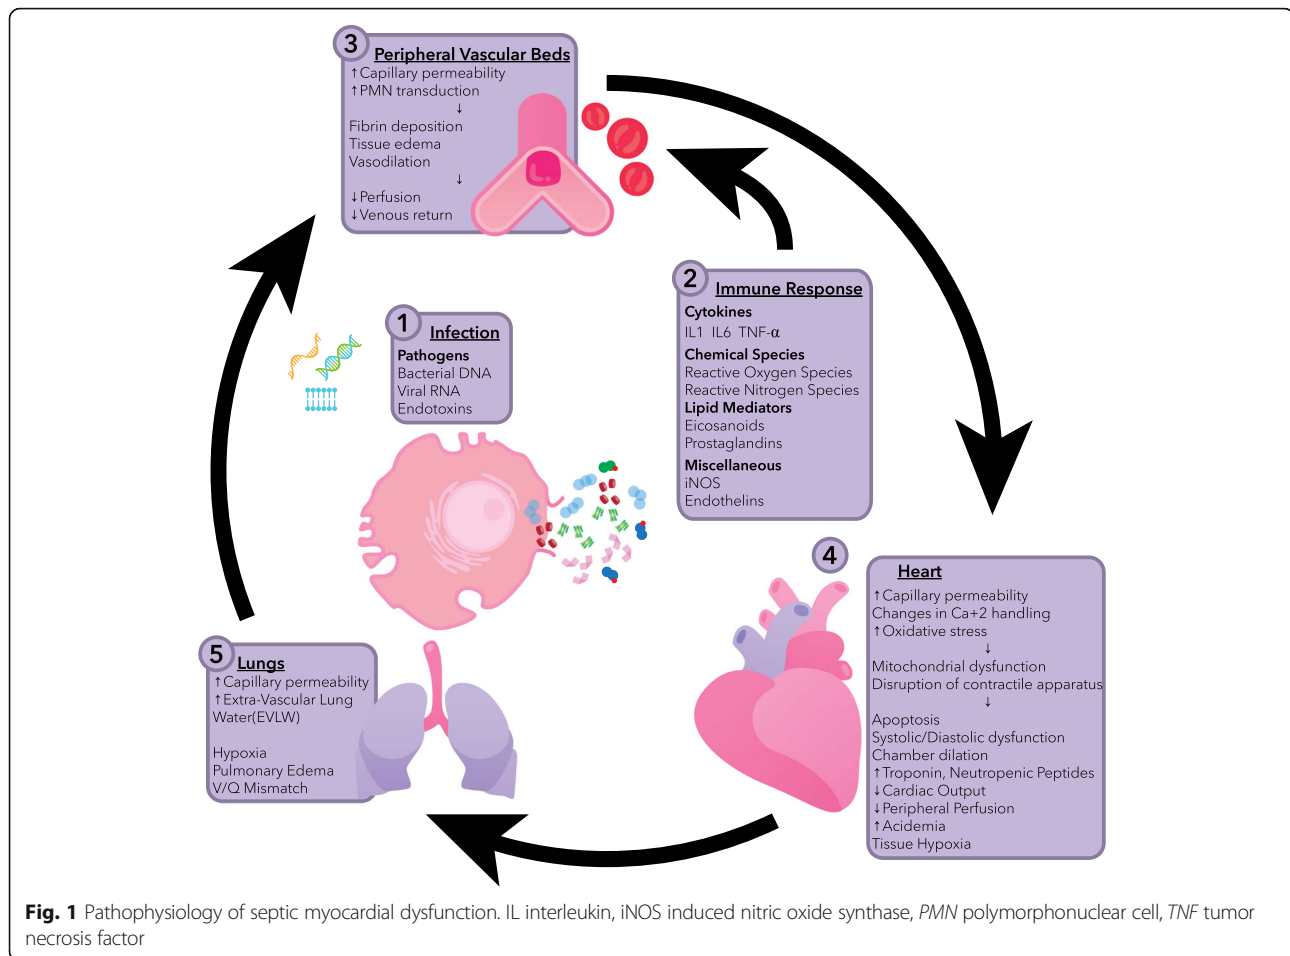 3
Peripheral Vascular Beds
↑Capillary permeability
↑PMN transduction
↓
Fibrin deposition
Tissue edema
Vasodilation
↓
↓Perfusion
↓Venous return
1
Infection
Pathogens
Bacterial DNA
Viral RNA
Endotoxins
2
Immune Response
Cytokines
IL1 IL6 TNF-α
Chemical Species
Reactive Oxygen Species
Reactive Nitrogen Species
Lipid Mediators
Eicosanoids
Prostaglandins
Miscellaneous
iNOS
Endothelins
4
Heart
↑Capillary permeability
Changes in Ca+2 handling
↑Oxidative stress
↓
Mitochondrial dysfunction
Disruption of contractile apparatus
↓
Apoptosis
Systolic/Diastolic dysfunction
Chamber dilation
↑Troponin, Neutropenic Peptides
↓Cardiac Output
↓Peripheral Perfusion
↑Acidemia
Tissue Hypoxia
5
Lungs
↑Capillary permeability
↑Extra-Vascular Lung
Water(EVLW)
Hypoxia
Pulmonary Edema
V/Q Mismatch
Fig. 1 Pathophysiology of septic myocardial dysfunction. IL interleukin, iNOS induced nitric oxide synthase, PMN polymorphonuclear cell, TNF tumor
necrosis factor